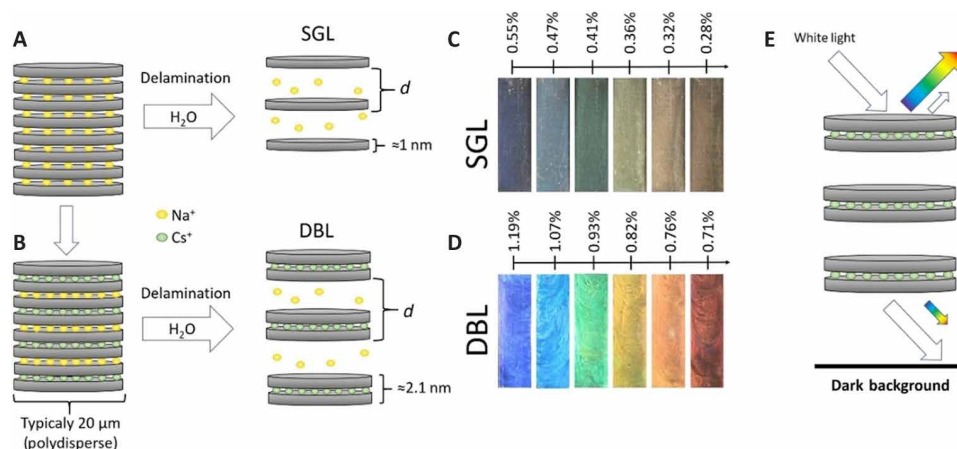 A
SGL
Delamination
H₂O
d
≈1 nm
Na⁺
Cs⁺
B
DBL
Delamination
H₂O
d
≈2.1 nm
Typicaly 20 μm
(polydisperse)
C
0.55%
0.47%
0.41%
0.36%
0.32%
0.28%
SGL
D
1.19%
1.07%
0.93%
0.82%
0.76%
0.71%
DBL
E
White light
Dark background